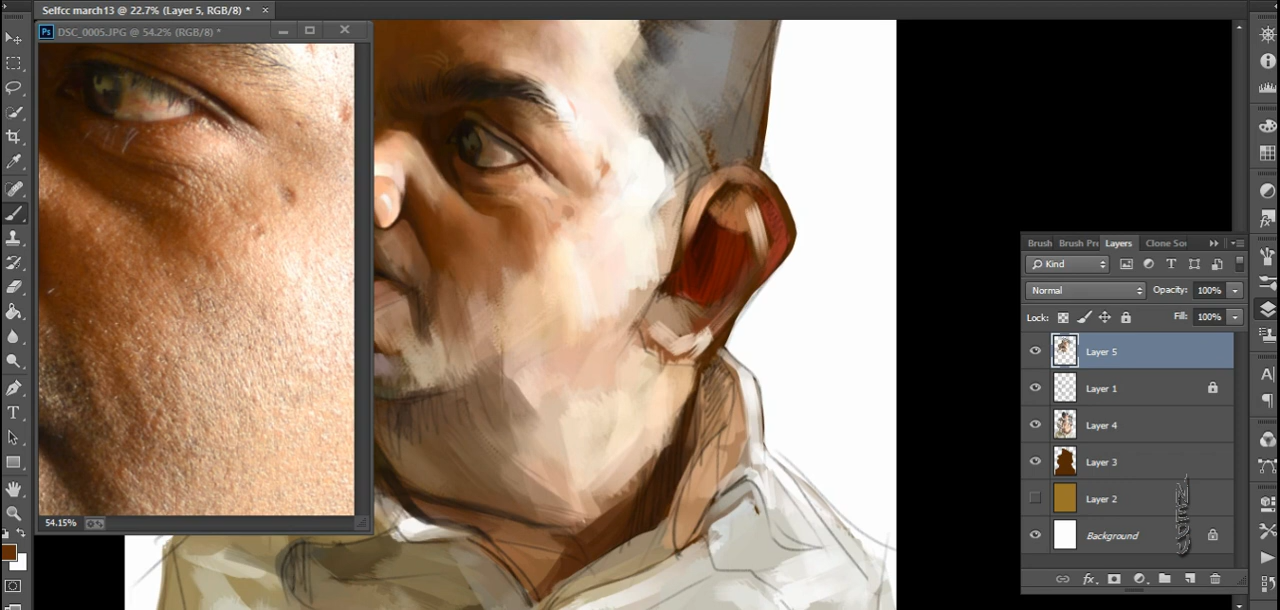 Selfcc march13 @ 22.7% (Layer 5, RGB/8) * ×
Ps DSC_0005.JPG @ 54.2% (RGB/8) *
54.15%
Brush Brush Pre Layers Clone Sou
Kind
Normal Opacity: 100%
Lock: Fill: 100%
Layer 5
Layer 1
Layer 4
Layer 3
Layer 2
Background